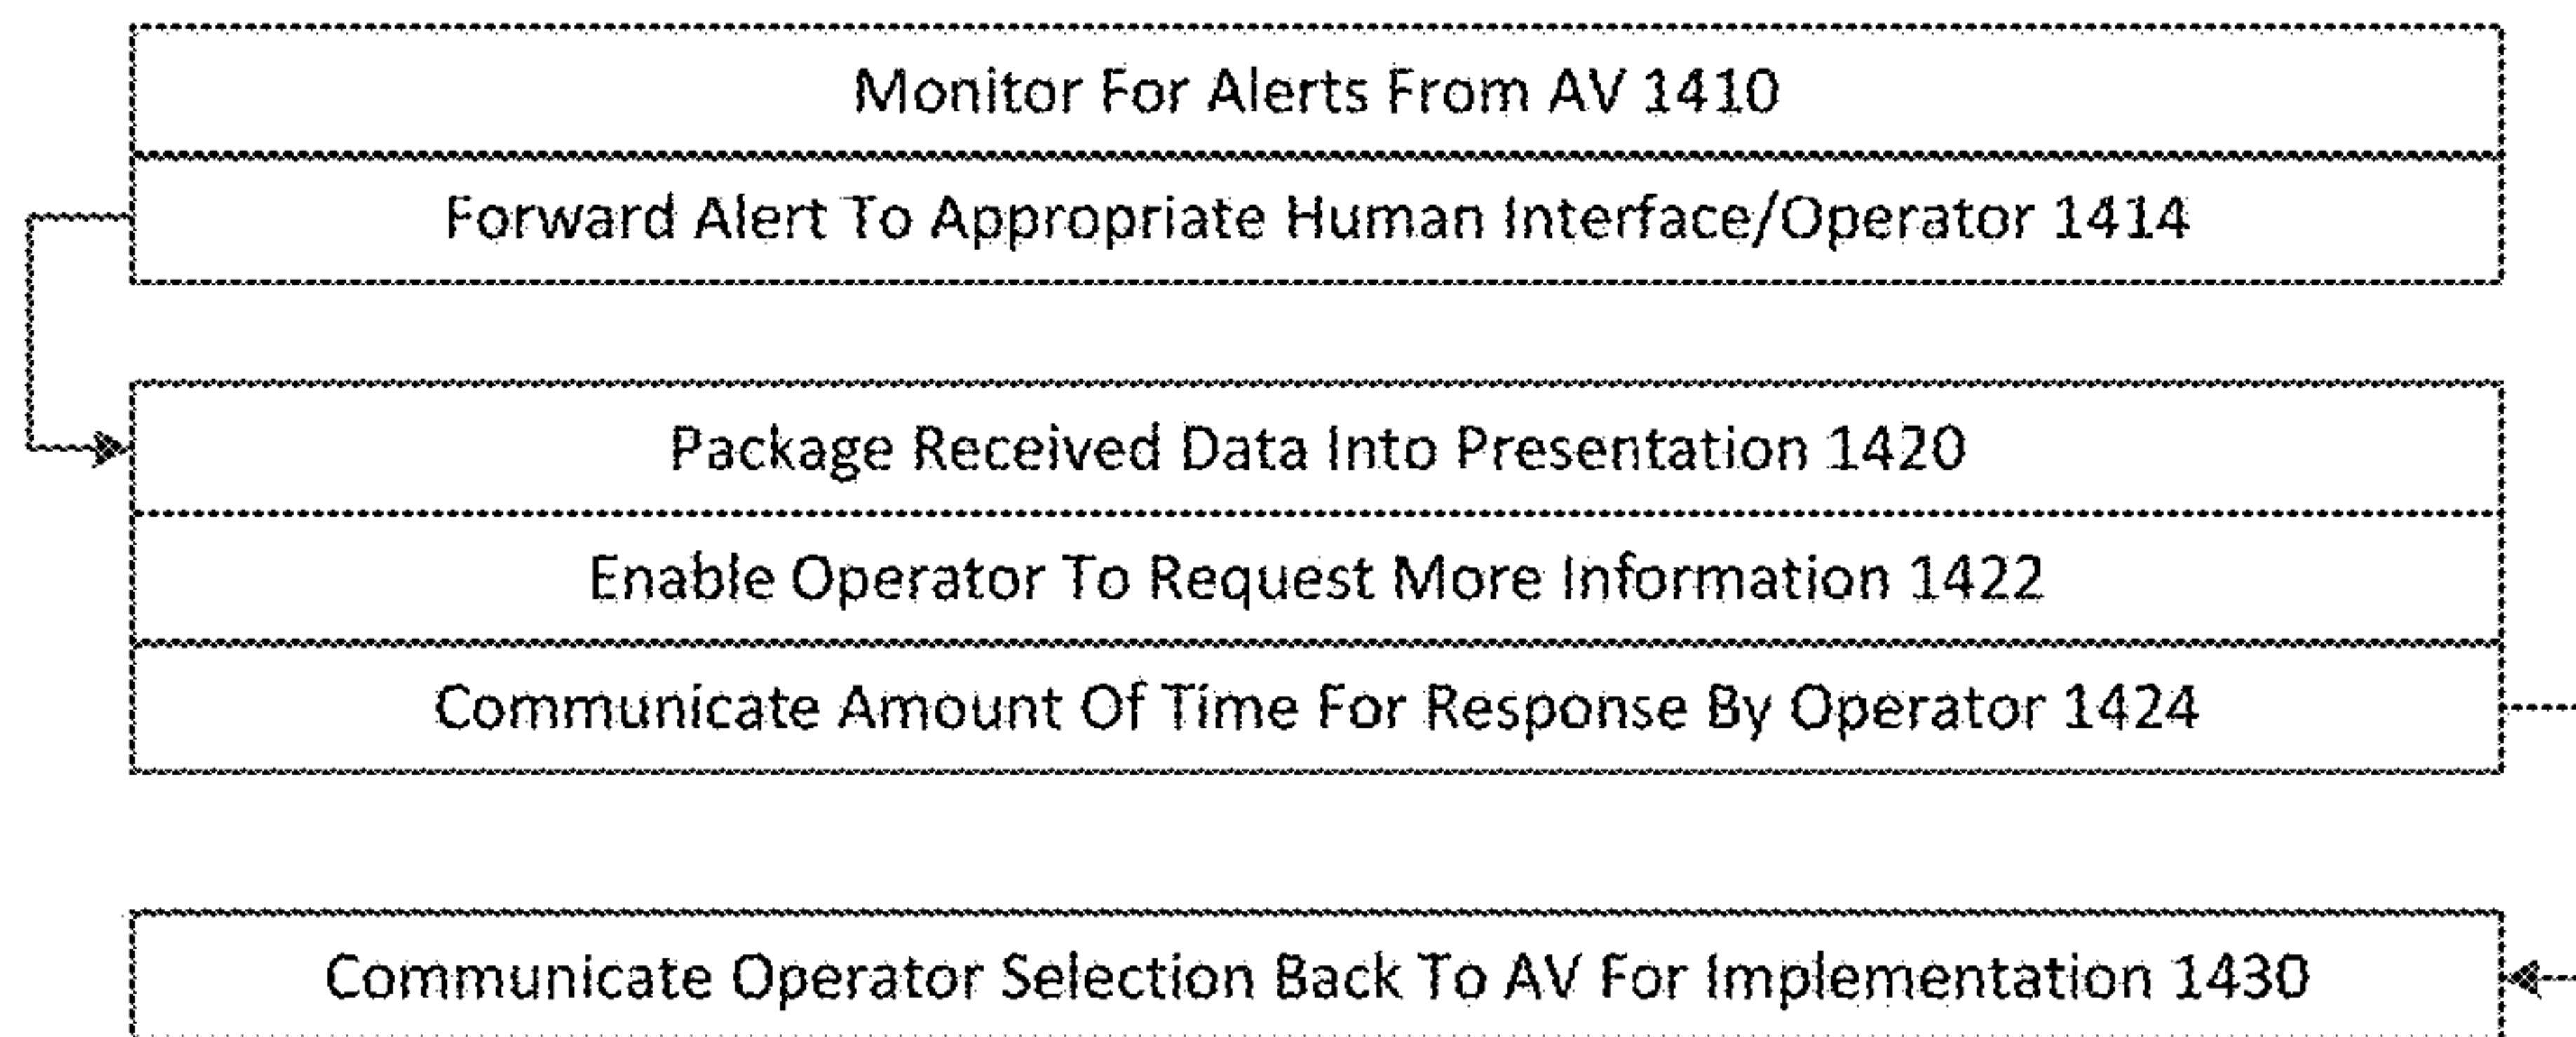 Monitor For Alerts From AV 1410
Forward Alert To Appropriate Human Interface/Operator 1414
Package Received Data Into Presentation 1420
Enable Operator To Request More Information 1422
Communicate Amount Of Time For Response By Operator 1424
Communicate Operator Selection Back To AV For Implementation 1430